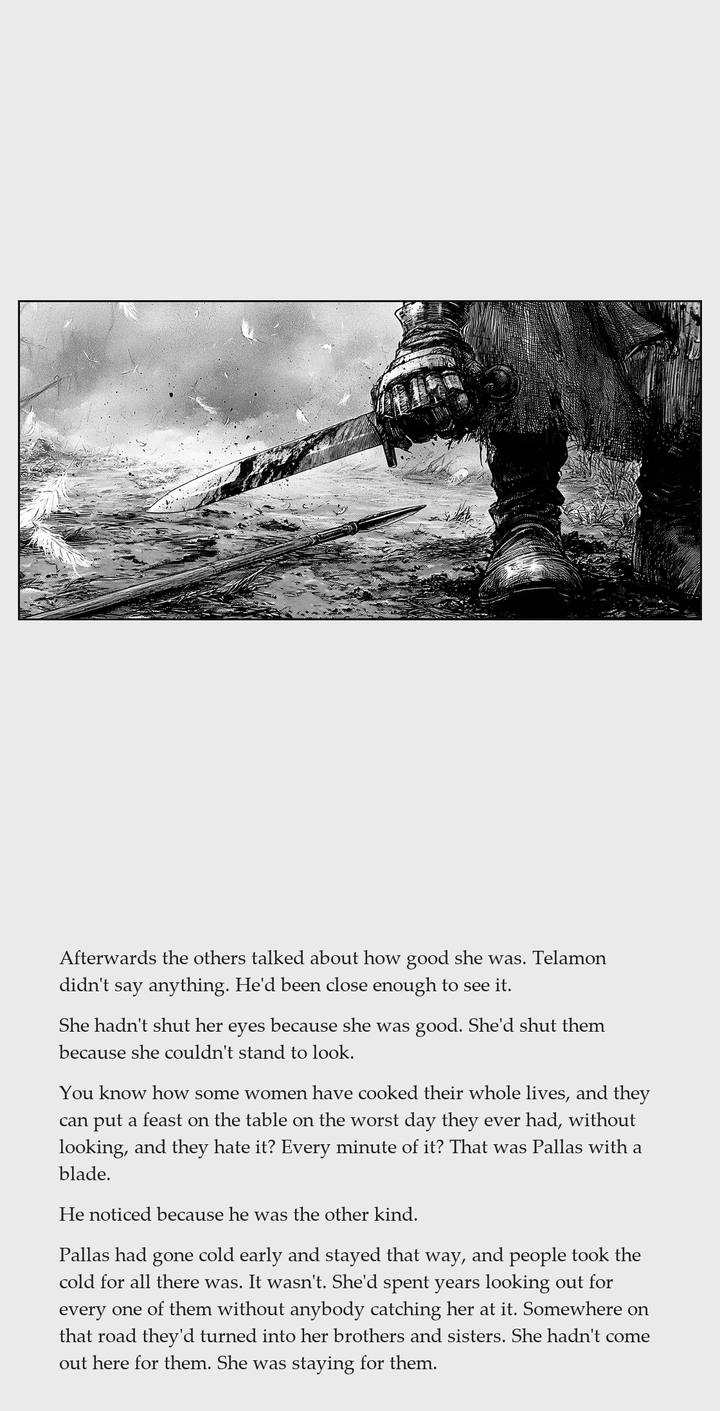 Afterwards the others talked about how good she was. Telamon
didn't say anything. He'd been close enough to see it.
She hadn't shut her eyes because she was good. She'd shut them
because she couldn't stand to look.
You know how some women have cooked their whole lives, and they
can put a feast on the table on the worst day they ever had, without
looking, and they hate it? Every minute of it? That was Pallas with a
blade.
He noticed because he was the other kind.
Pallas had gone cold early and stayed that way, and people took the
cold for all there was. It wasn't. She'd spent years looking out for
every one of them without anybody catching her at it. Somewhere on
that road they'd turned into her brothers and sisters. She hadn't come
out here for them. She was staying for them.